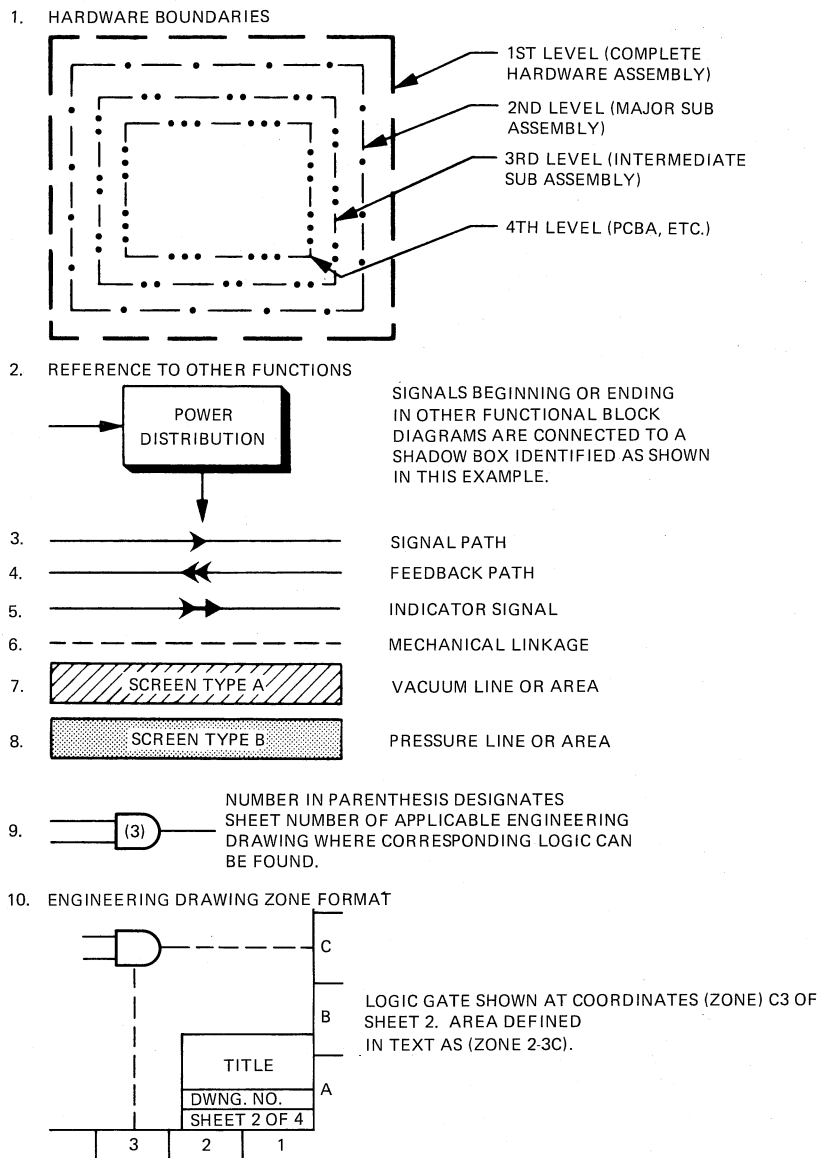 1. HARDWARE BOUNDARIES
1ST LEVEL (COMPLETE
HARDWARE ASSEMBLY)
2ND LEVEL (MAJOR SUB
ASSEMBLY)
3RD LEVEL (INTERMEDIATE
SUB ASSEMBLY)
4TH LEVEL (PCBA, ETC.)
2. REFERENCE TO OTHER FUNCTIONS
POWER
DISTRIBUTION
SIGNALS BEGINNING OR ENDING
IN OTHER FUNCTIONAL BLOCK
DIAGRAMS ARE CONNECTED TO A
SHADOW BOX IDENTIFIED AS SHOWN
IN THIS EXAMPLE.
3. SIGNAL PATH
4. FEEDBACK PATH
5. INDICATOR SIGNAL
6. MECHANICAL LINKAGE
7. SCREEN TYPE A VACUUM LINE OR AREA
8. SCREEN TYPE B PRESSURE LINE OR AREA
9. (3)
NUMBER IN PARENTHESIS DESIGNATES
SHEET NUMBER OF APPLICABLE ENGINEERING
DRAWING WHERE CORRESPONDING LOGIC CAN
BE FOUND.
10. ENGINEERING DRAWING ZONE FORMAT
C
B
A
TITLE
DWNG. NO.
SHEET 2 OF 4
3 2 1
LOGIC GATE SHOWN AT COORDINATES (ZONE) C3 OF
SHEET 2. AREA DEFINED
IN TEXT AS (ZONE 2-3C).